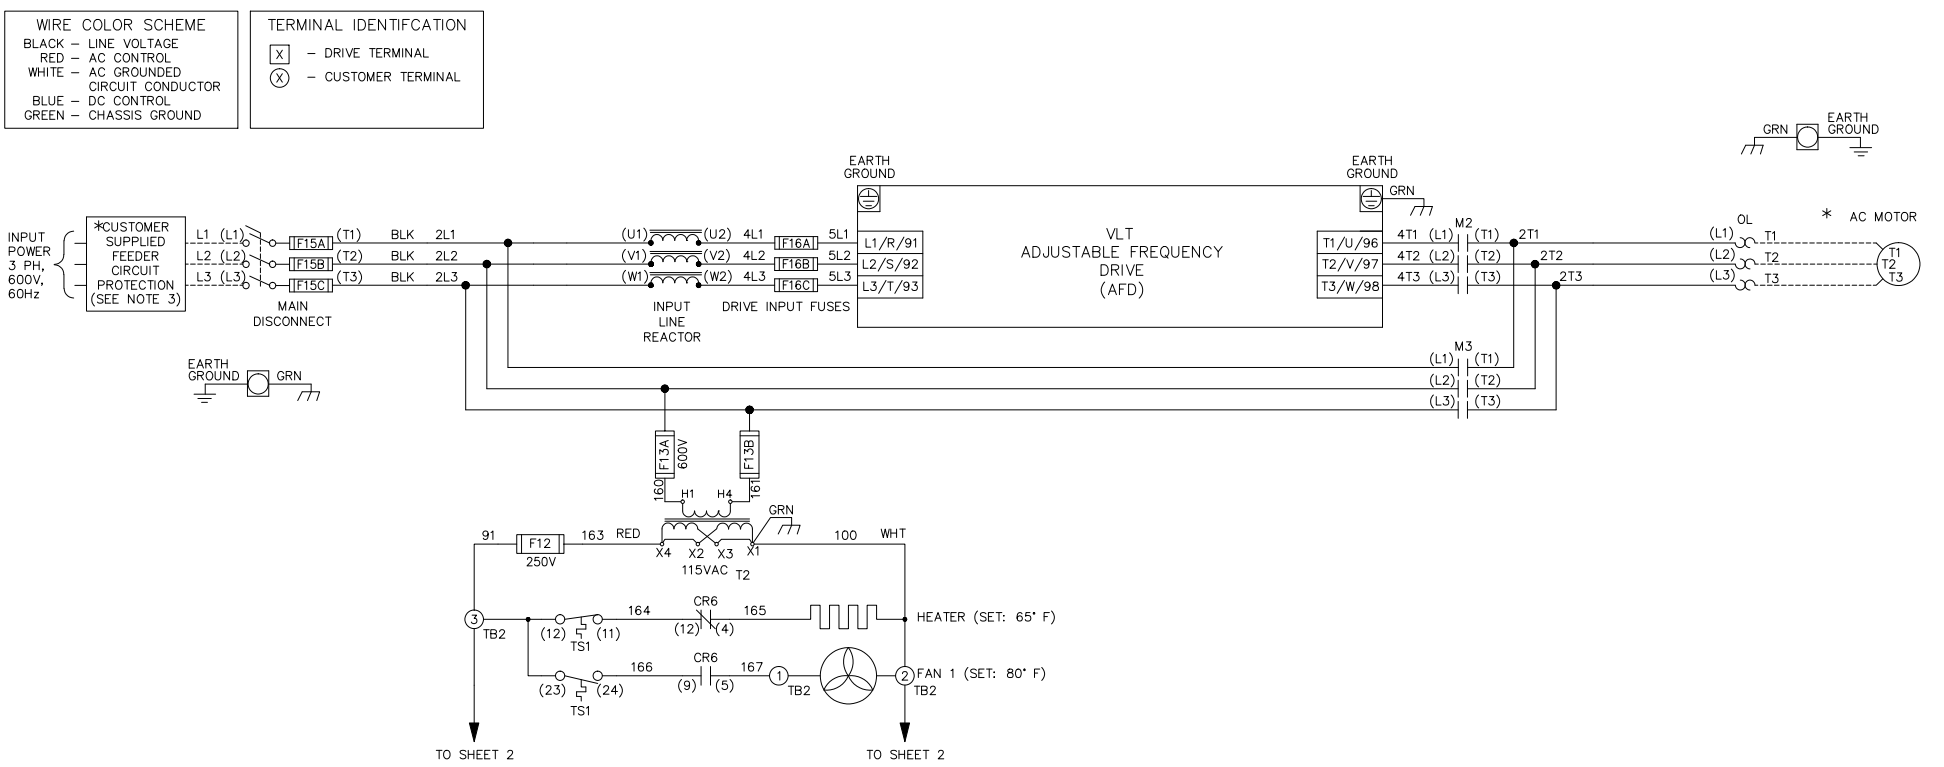 WIRE COLOR SCHEME
BLACK – LINE VOLTAGE
RED – AC CONTROL
WHITE – AC GROUNDED
CIRCUIT CONDUCTOR
BLUE – DC CONTROL
GREEN – CHASSIS GROUND
TERMINAL IDENTIFCATION
X – DRIVE TERMINAL
X – CUSTOMER TERMINAL
GRN
EARTH
GROUND
INPUT
POWER
3 PH,
600V,
60Hz
*CUSTOMER
SUPPLIED
FEEDER
CIRCUIT
PROTECTION
(SEE NOTE 3)
L1 (L1) F15A (T1) BLK 2L1
L2 (L2) F15B (T2) BLK 2L2
L3 (L3) F15C (T3) BLK 2L3
MAIN
DISCONNECT
(U1) (U2) 4L1 F16A 5L1
(V1) (V2) 4L2 F16B 5L2
(W1) (W2) 4L3 F16C 5L3
INPUT
LINE
REACTOR
DRIVE INPUT FUSES
EARTH
GROUND
L1/R/91
L2/S/92
L3/T/93
VLT
ADJUSTABLE FREQUENCY
DRIVE
(AFD)
EARTH
GROUND
GRN
T1/U/96
T2/V/97
T3/W/98
M2
4T1 (L1) (T1) 2T1
4T2 (L2) (T2) 2T2
4T3 (L3) (T3) 2T3
OL
(L1) T1
(L2) T2
(L3) T3
* AC MOTOR
T1
T2
T3
M3
(L1) (T1)
(L2) (T2)
(L3) (T3)
EARTH
GROUND
GRN
F13A
600V
F13B
160
161
H1 H4
GRN
91 F12 163 RED
250V
X4 X2 X3 X1
100 WHT
115VAC T2
3
TB2
(12) (11)
TS1
164
CR6
(12) (4)
165
HEATER (SET: 65° F)
(23) (24)
TS1
166
CR6
(9) (5)
167
1
TB2
2
TB2
FAN 1 (SET: 80° F)
TO SHEET 2
TO SHEET 2